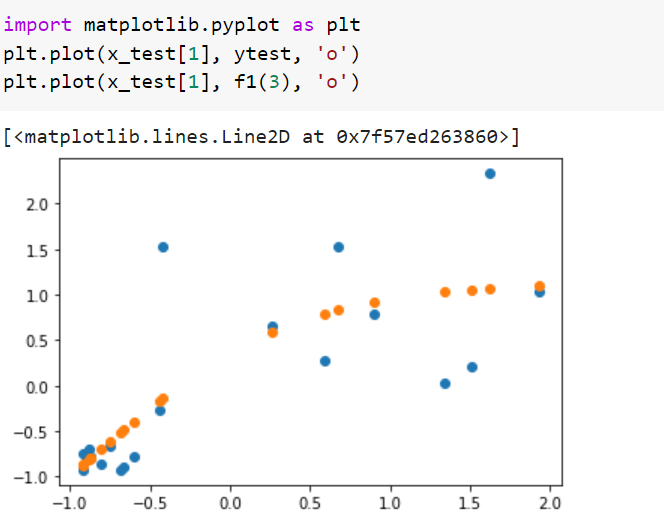 import matplotlib.pyplot as plt
plt.plot(x_test[1], ytest, 'o')
plt.plot(x_test[1], f1(3), 'o')
[<matplotlib.lines.Line2D at 0x7f57ed263860>]
2.0
1.5
1.0
0.5
0.0
−0.5
−1.0
−1.0 −0.5 0.0 0.5 1.0 1.5 2.0